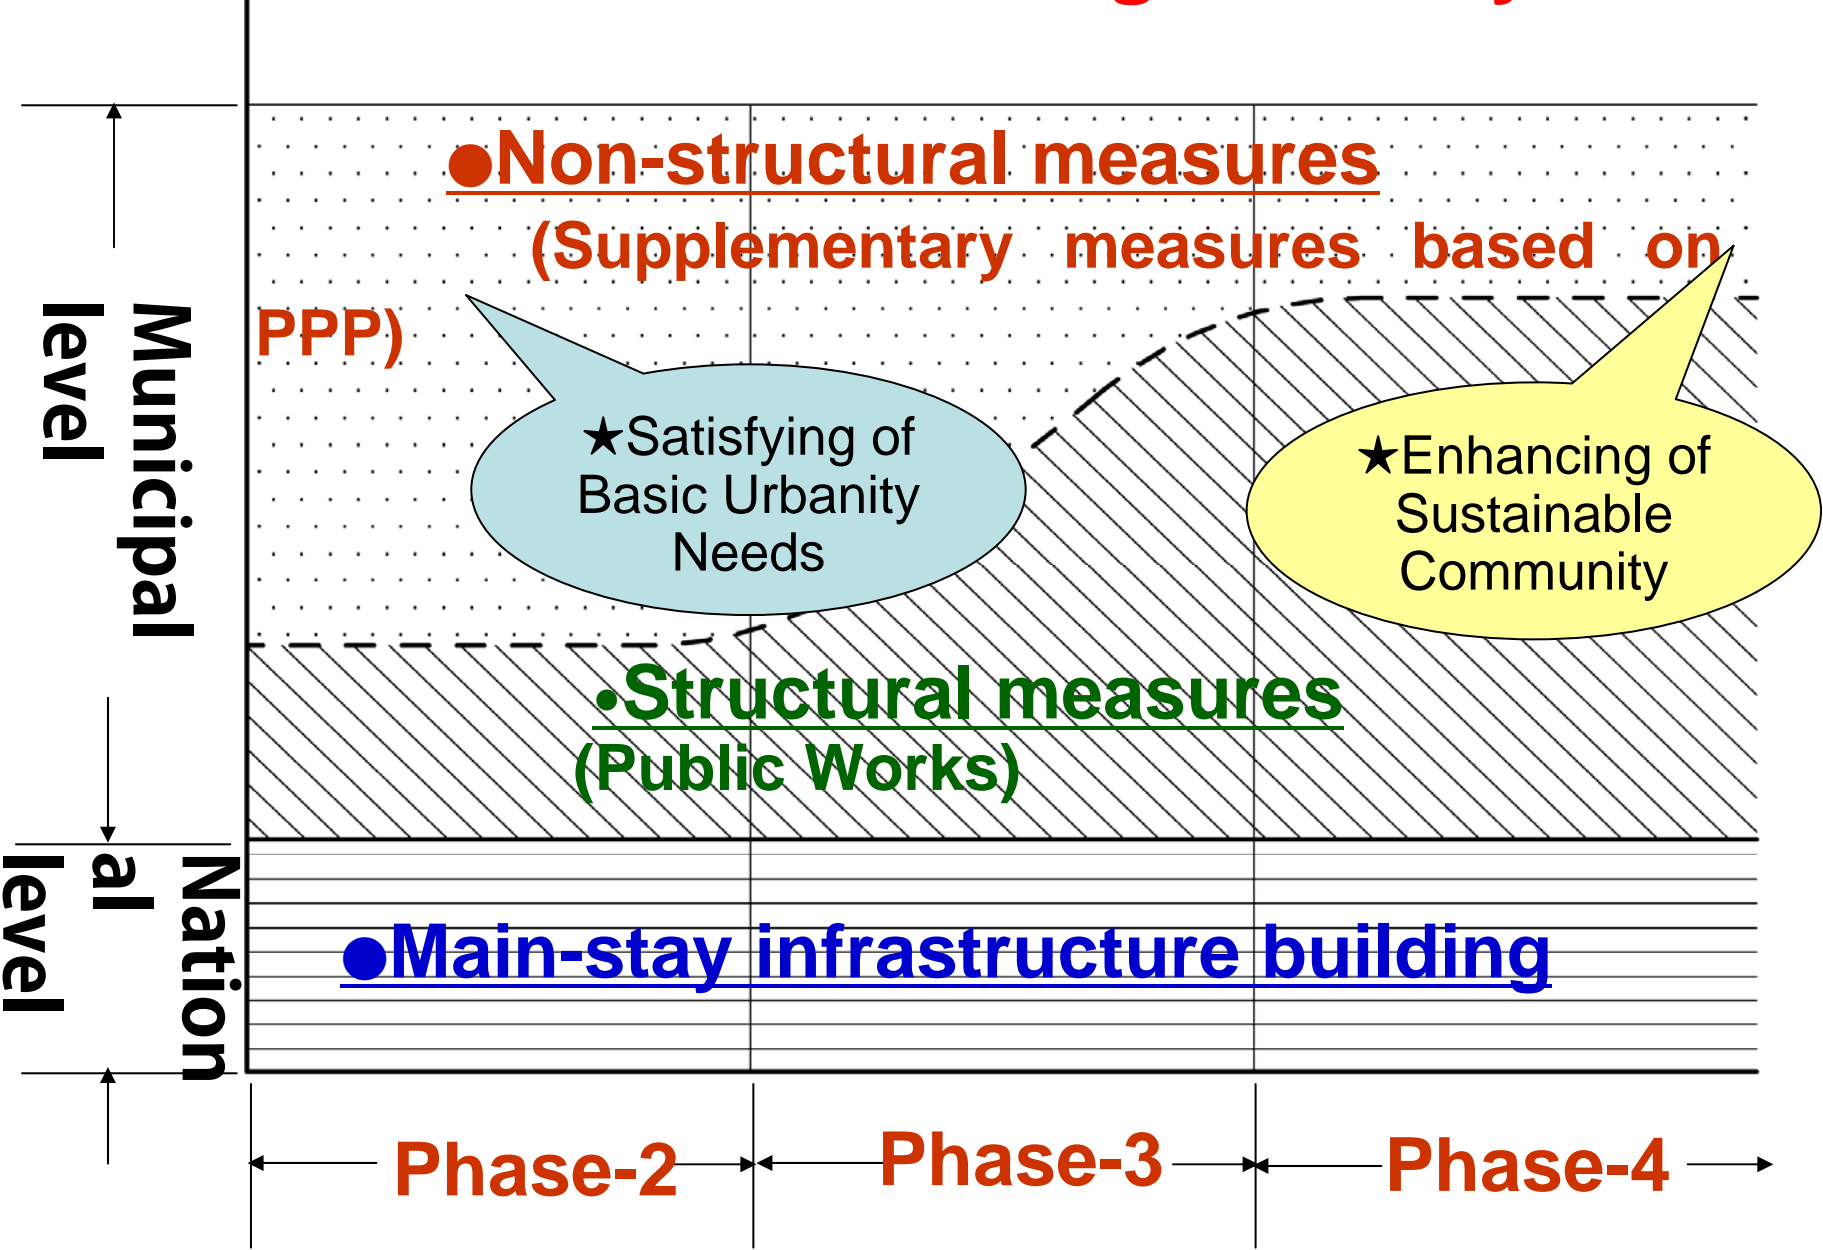 ●Non-structural measures
(Supplementary measures based on
PPP)
★Satisfying of
Basic Urbanity
Needs
★Enhancing of
Sustainable
Community
•Structural measures
(Public Works)
●Main-stay infrastructure building
Municipal
level
Nation
al
level
Phase-2
Phase-3
Phase-4